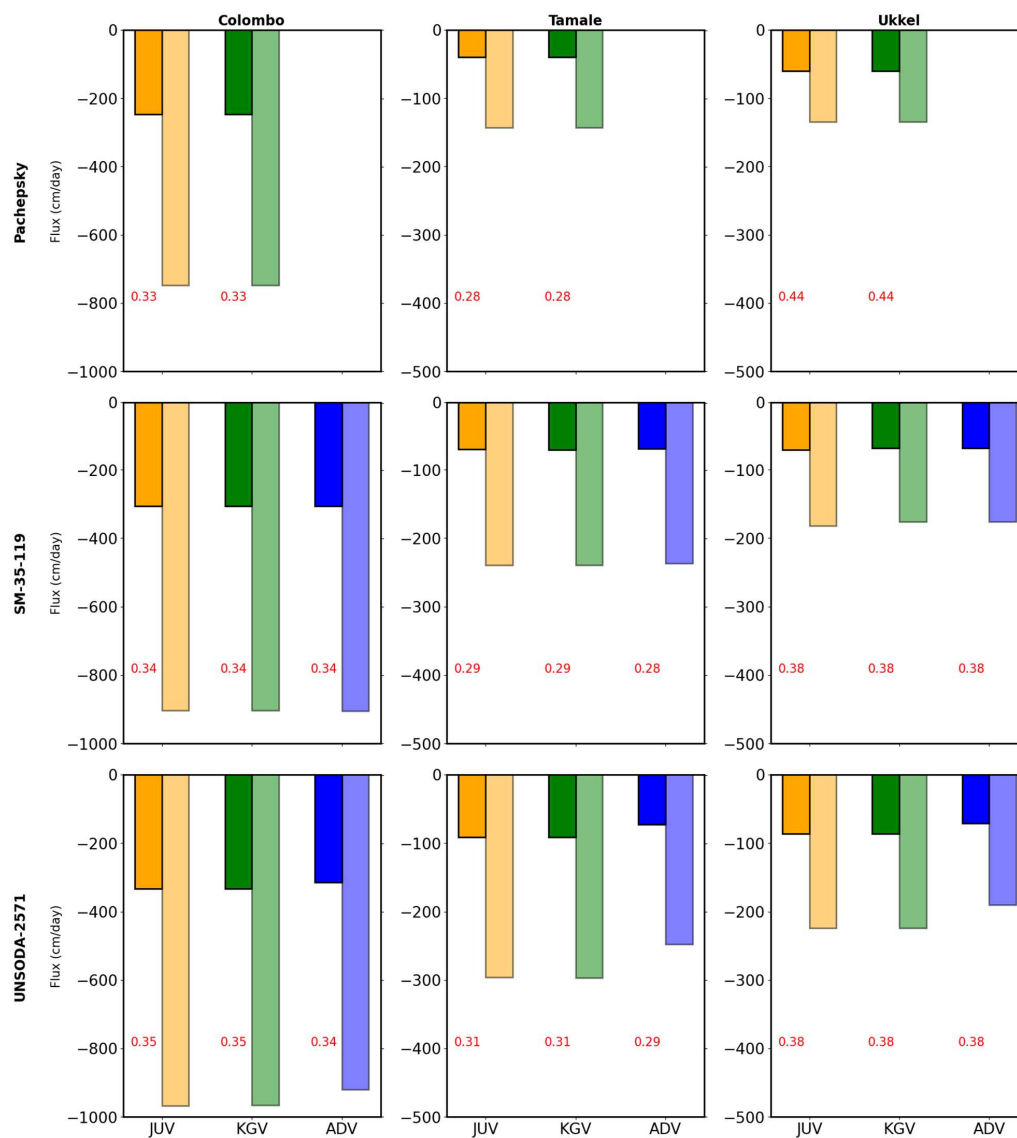 Colombo Tamale Ukkel
Pachepsky
Flux (cm/day)
0 0 0
−200 −100 −100
−400 −200 −200
−600 −300 −300
−800 −400 −400
−1000 −500 −500
0.33 0.33 0.28 0.28 0.44 0.44
SM-35-119
Flux (cm/day)
0 0 0
−200 −100 −100
−400 −200 −200
−600 −300 −300
−800 −400 −400
−1000 −500 −500
0.34 0.34 0.34 0.29 0.29 0.28 0.38 0.38 0.38
UNSODA-2571
Flux (cm/day)
0 0 0
−200 −100 −100
−400 −200 −200
−600 −300 −300
−800 −400 −400
−1000 −500 −500
0.35 0.35 0.34 0.31 0.31 0.29 0.38 0.38 0.38
JUV KGV ADV JUV KGV ADV JUV KGV ADV